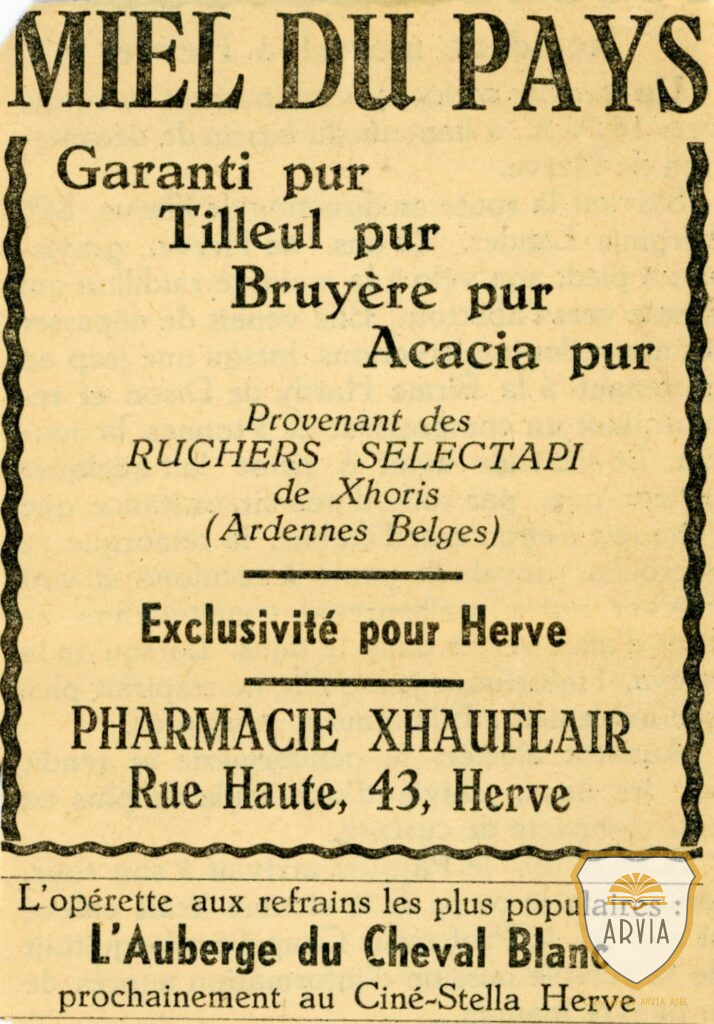 MIEL DU PAYS
Garanti pur
Tilleul pur
Bruyère pur
Acacia pur
Provenant des
RUCHERS SELECTAPI
de Xhoris
(Ardennes Belges)
Exclusivité pour Herve
PHARMACIE XHAUFLAIR
Rue Haute, 43, Herve
L'opérette aux refrains les plus populaires :
L'Auberge du Cheval Blanc
prochainement au Ciné-Stella Herve
ARVIA
ARVIA ASBL